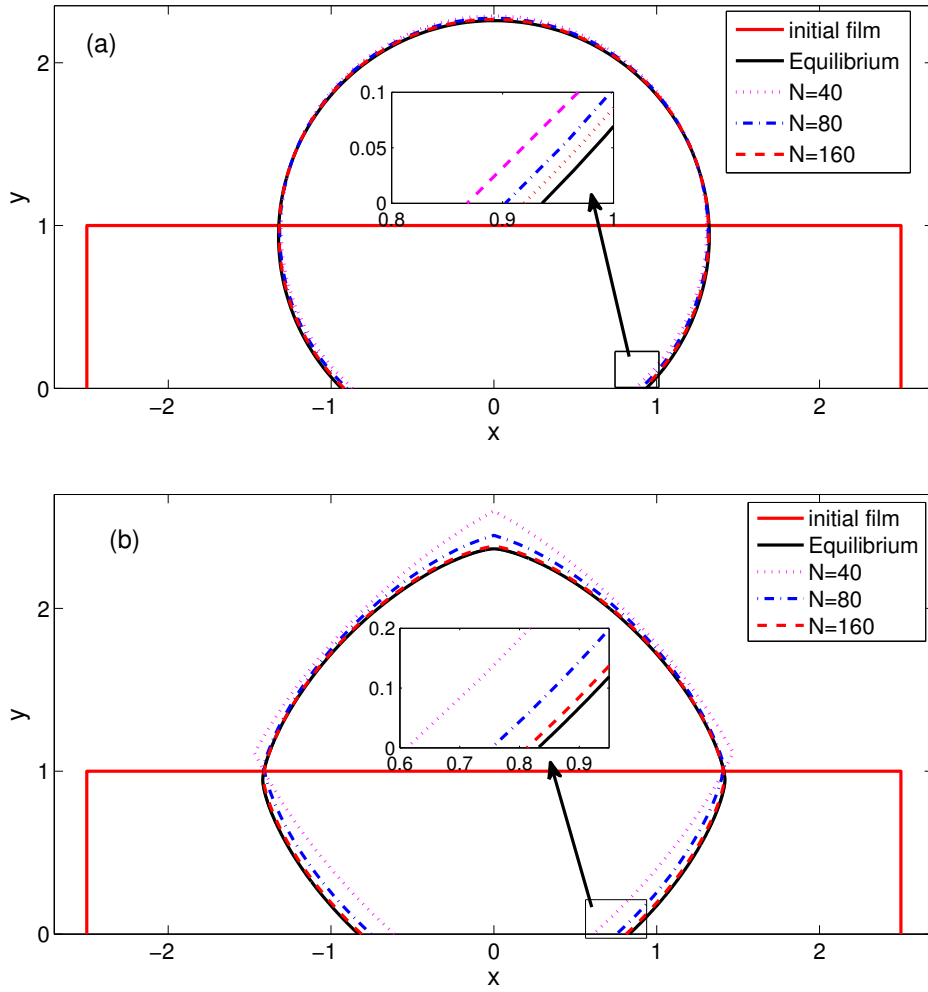 (a)
initial film
Equilibrium
N=40
N=80
N=160
y
2
1
0
0.1
0.05
0
0.8
0.9
1
−2
−1
0
1
2
x
(b)
initial film
Equilibrium
N=40
N=80
N=160
y
2
1
0
0.2
0.1
0
0.6
0.7
0.8
0.9
−2
−1
0
1
2
x